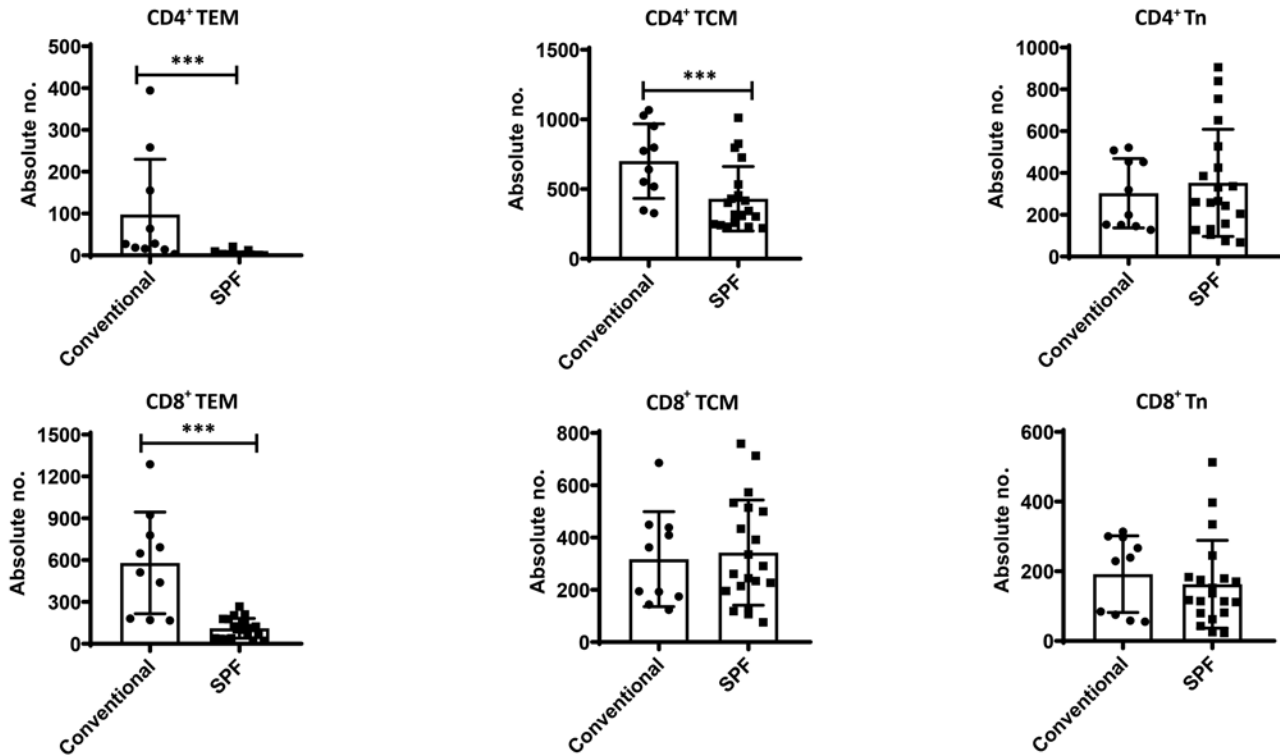 CD4⁺ TEM
Absolute no.
500
400
300
200
100
0
***
Conventional
SPF
CD4⁺ TCM
Absolute no.
1500
1000
500
0
***
Conventional
SPF
CD4⁺ Tn
Absolute no.
1000
800
600
400
200
0
Conventional
SPF
CD8⁺ TEM
Absolute no.
1500
1200
900
600
300
0
***
Conventional
SPF
CD8⁺ TCM
Absolute no.
800
600
400
200
0
Conventional
SPF
CD8⁺ Tn
Absolute no.
600
400
200
0
Conventional
SPF